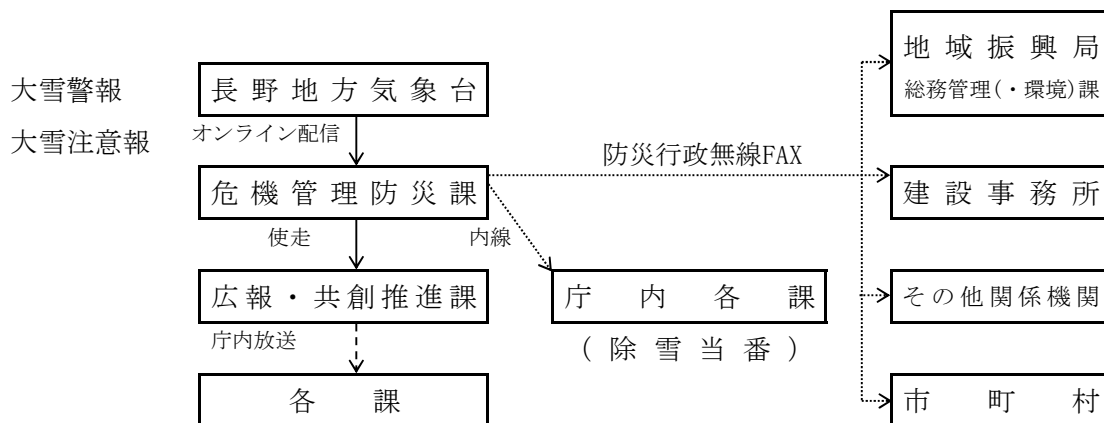 大雪警報
大雪注意報
長野地方気象台
オンライン配信
危機管理防災課
使走
内線
広報・共創推進課
庁内放送
各課
庁内各課
(除雪当番)
防災行政無線FAX
地域振興局
総務管理(・環境)課
建設事務所
その他関係機関
市町村